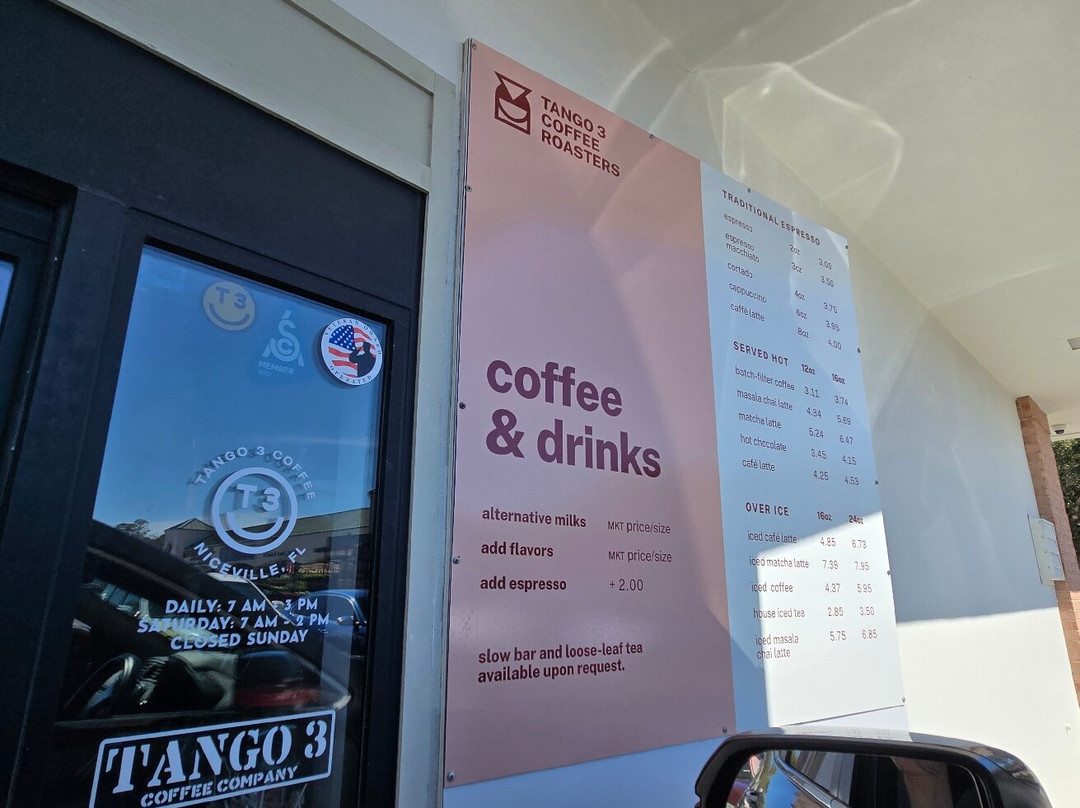 T3
MEMBER
VETERAN OWNED
OPERATED
TANGO 3 COFFEE
T3
NICEVILLE, FL
DAILY: 7 AM - 3 PM
SATURDAY: 7 AM - 2 PM
CLOSED SUNDAY
TANGO 3
COFFEE COMPANY
TANGO 3
COFFEE
ROASTERS
coffee
& drinks
alternative milks MKT price/size
add flavors MKT price/size
add espresso + 2.00
slow bar and loose-leaf tea
available upon request.
TRADITIONAL ESPRESSO
espresso 2oz 3.00
espresso
macchiato 3oz 3.50
cortado 4oz 3.75
cappuccino 6oz 3.95
caffè latte 8oz 4.00
SERVED HOT 12oz 16oz
batch-filter coffee 3.11 3.74
masala chai latte 4.94 5.69
matcha latte 5.24 6.47
hot chocolate 3.45 4.15
café latte 4.25 4.53
OVER ICE 16oz 24oz
iced café latte 4.85 6.73
iced matcha latte 7.39 7.95
iced coffee 4.37 5.95
house iced tea 2.85 3.50
iced masala
chai latte 5.75 6.85